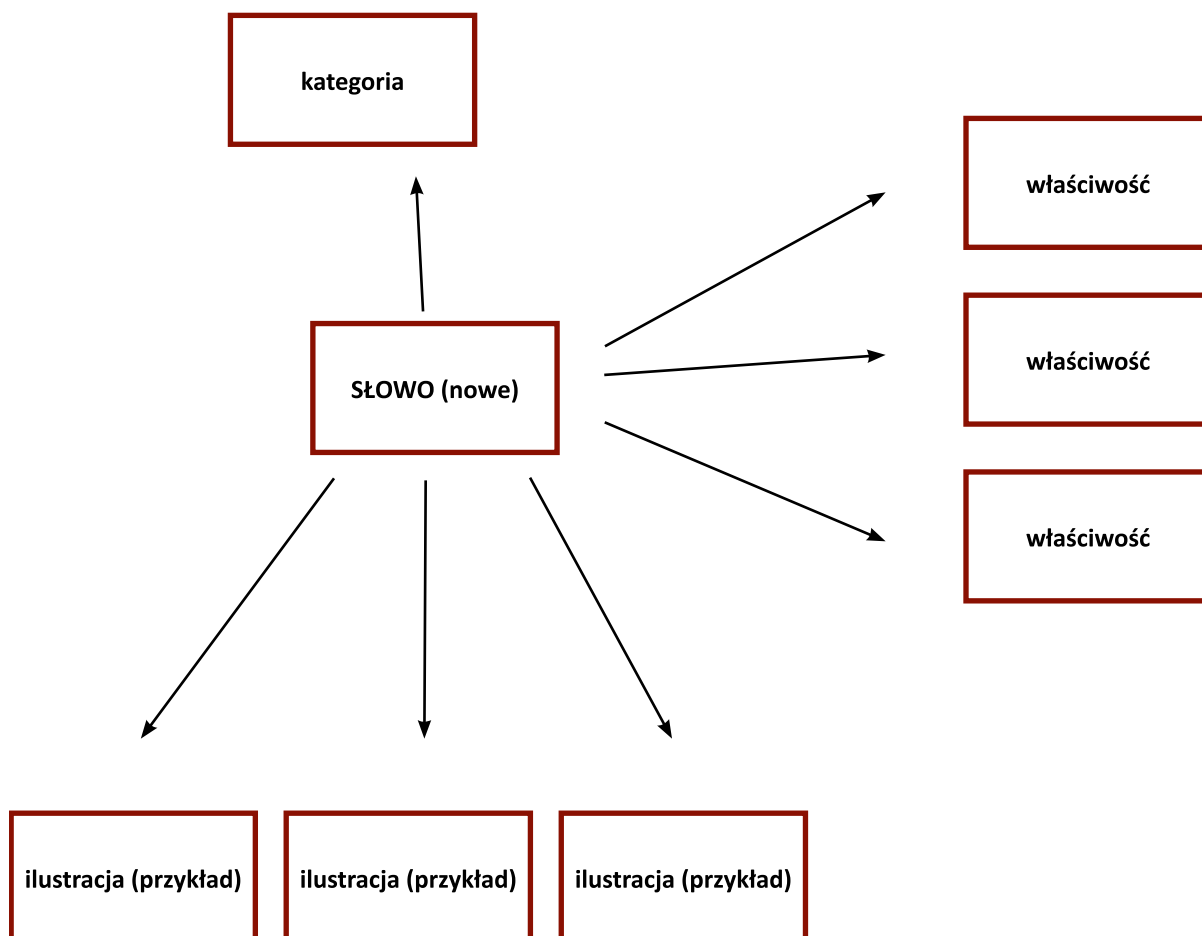 kategoria
właściwość
właściwość
SŁOWO (nowe)
właściwość
ilustracja (przykład)
ilustracja (przykład)
ilustracja (przykład)